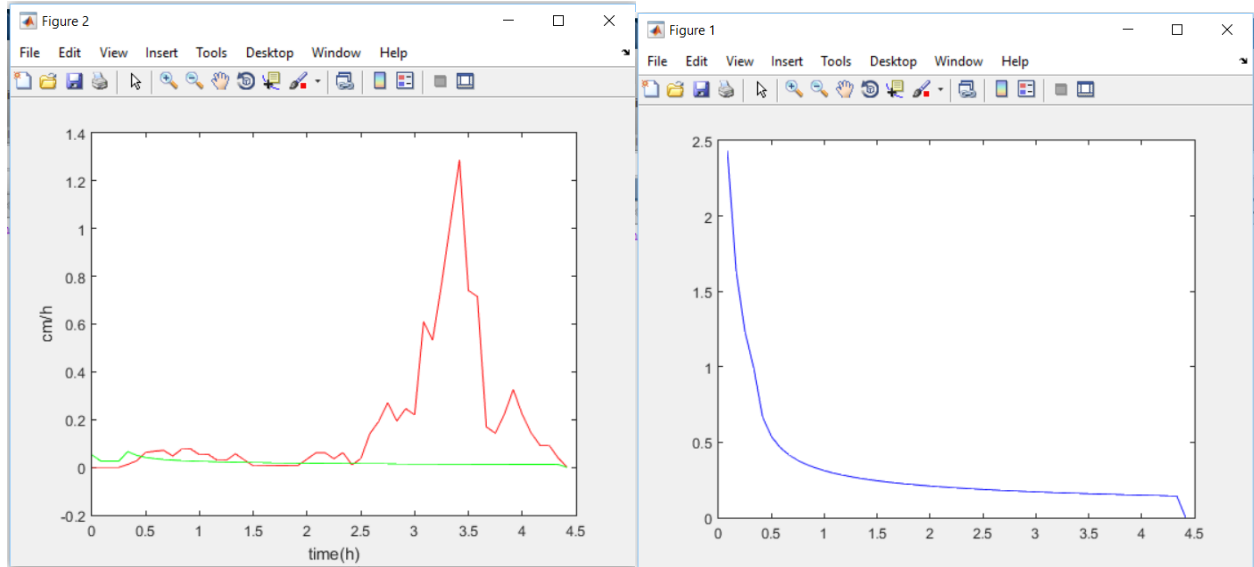 Figure 2
File Edit View Insert Tools Desktop Window Help
1.4
1.2
1
0.8
0.6
0.4
0.2
0
-0.2
cm/h
0 0.5 1 1.5 2 2.5 3 3.5 4 4.5
time(h)
Figure 1
File Edit View Insert Tools Desktop Window Help
2.5
2
1.5
1
0.5
0
0 0.5 1 1.5 2 2.5 3 3.5 4 4.5